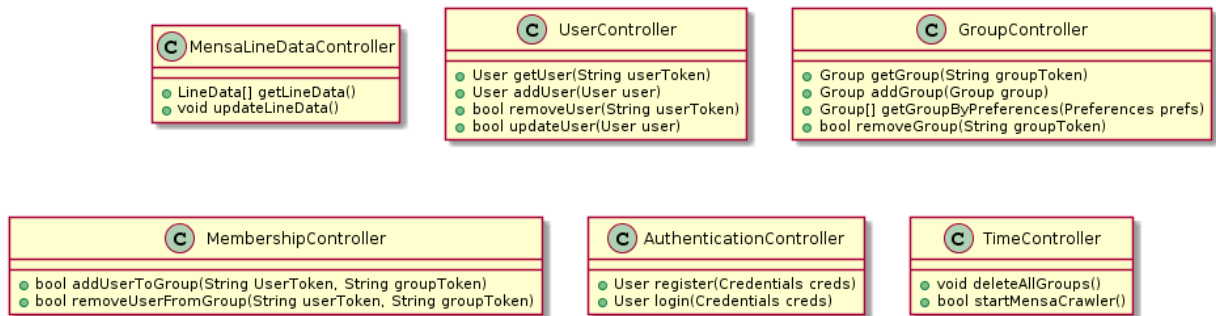 C MensaLineDataController
LineData[] getLineData()
void updateLineData()
C UserController
User getUser(String userToken)
User addUser(User user)
bool removeUser(String userToken)
bool updateUser(User user)
C GroupController
Group getGroup(String groupToken)
Group addGroup(Group group)
Group[] getGroupByPreferences(Preferences prefs)
bool removeGroup(String groupToken)
C MembershipController
bool addUserToGroup(String UserToken, String groupToken)
bool removeUserFromGroup(String userToken, String groupToken)
C AuthenticationController
User register(Credentials creds)
User login(Credentials creds)
C TimeController
void deleteAllGroups()
bool startMensaCrawler()